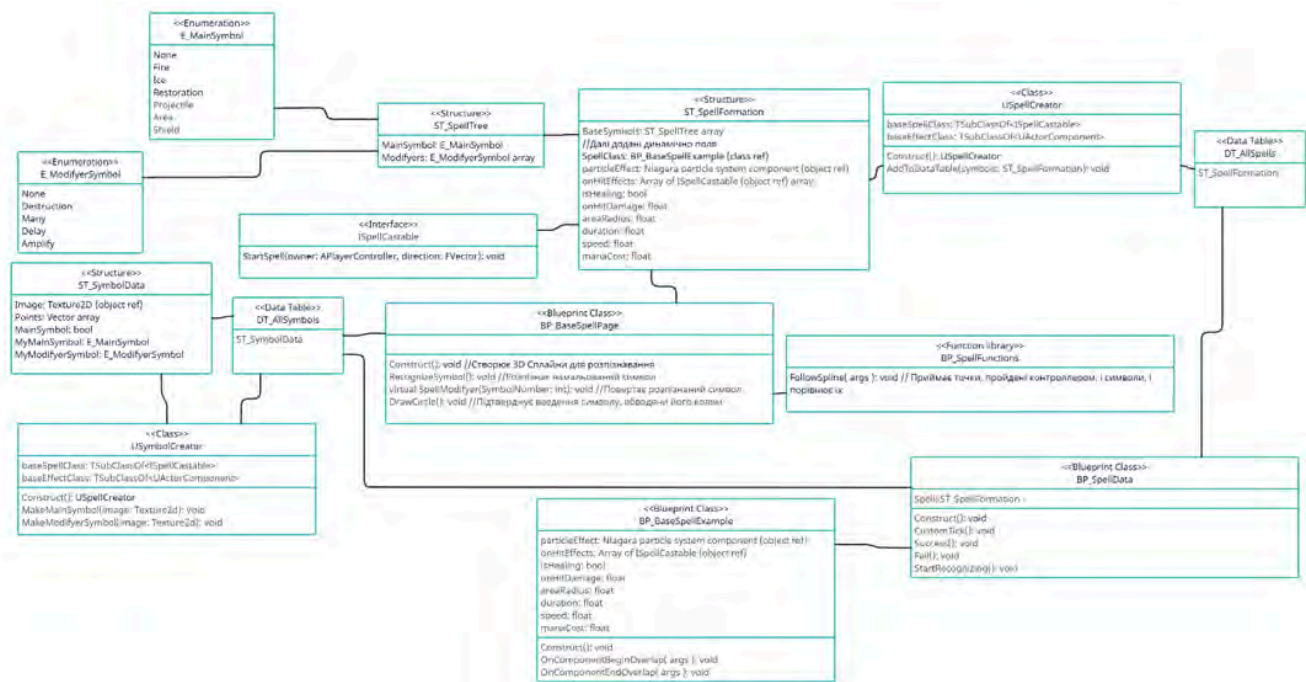 <<Enumeration>>
E_MainSymbol
None
Fire
Ice
Restoration
Projectile
Area
Shield
<<Enumeration>>
E_ModifyerSymbol
None
Destruction
Many
Delay
Amplify
<<Structure>>
ST_SpellTree
MainSymbol: E_MainSymbol
Modifyers: E_ModifyerSymbol array
<<Structure>>
ST_SpellFormation
BaseSymbols: ST_SpellTree array
//Далі додані динамічно поля
SpellClass: BP_BaseSpellExample (class ref)
particleEffect: Niagara particle system component (object ref)
onHitEffects: Array of ISpellCastable (object ref) array
isHealing: bool
onHitDamage: float
areaRadius: float
duration: float
speed: float
manaCost: float
<<Class>>
USpellCreator
baseSpellClass: TSubClassOf<ISpellCastable>
baseEffectClass: TSubClassOf<UActorComponent>
Construct(): USpellCreator
AddToDataTable(symbols: ST_SpellFormation): void
<<Data Table>>
DT_AllSpells
ST_SpellFormation
<<Interface>>
ISpellCastable
StartSpell(owner: APlayerController, direction: FVector): void
<<Structure>>
ST_SymbolData
Image: Texture2D (object ref)
Points: Vector array
MainSymbol: bool
MyMainSymbol: E_MainSymbol
MyModifyerSymbol: E_ModifyerSymbol
<<Data Table>>
DT_AllSymbols
ST_SymbolData
<<Blueprint Class>>
BP_BaseSpellPage
Construct(): void //Створює 3D Сплайни для розпізнавання
RecognizeSymbol(): void //Розпізнає намальований символ
virtual SpellModifyer(SymbolNumber: int): void //Повертає розпізнаний символ
DrawCircle(): void //Підтверджує введення символу, обводячи його колом
<<Function library>>
BP_SpellFunctions
FollowSpline( args ): void // Приймає точки, пройдені контроллером, і символи, і
порівнює їх
<<Class>>
USymbolCreator
baseSpellClass: TSubClassOf<ISpellCastable>
baseEffectClass: TSubClassOf<UActorComponent>
Construct(): USpellCreator
MakeMainSymbol(image: Texture2d): void
MakeModifyerSymbol(image: Texture2d): void
<<Blueprint Class>>
BP_SpellData
Spells: ST_SpellFormation
Construct(): void
CustomTick(): void
Success(): void
Fail(): void
StartRecognizing(): void
<<Blueprint Class>>
BP_BaseSpellExample
particleEffect: Niagara particle system component (object ref)
onHitEffects: Array of ISpellCastable (object ref)
isHealing: bool
onHitDamage: float
areaRadius: float
duration: float
speed: float
manaCost: float
Construct(): void
OnComponentBeginOverlap( args ): void
OnComponentEndOverlap( args ): void